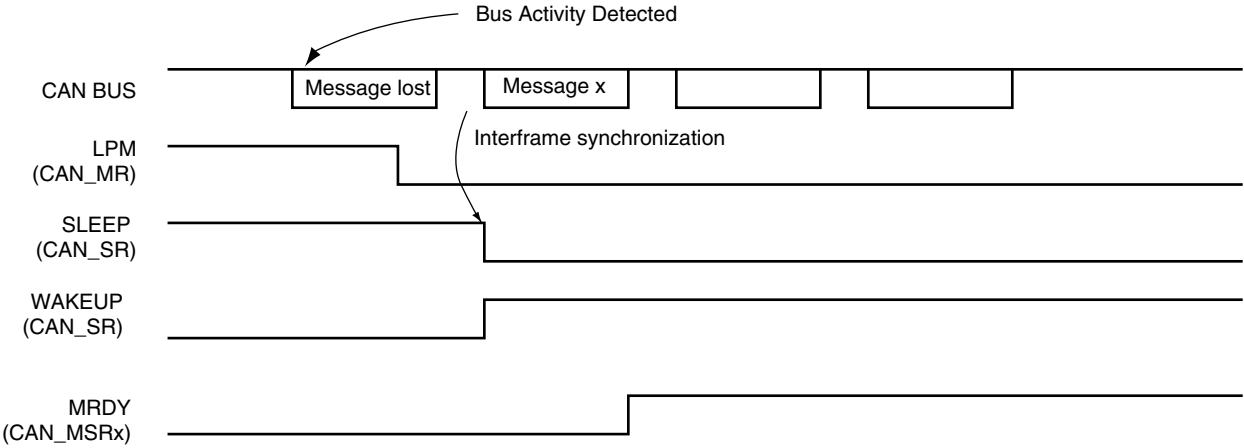 Bus Activity Detected
CAN BUS
Message lost
Message x
Interframe synchronization
LPM
(CAN_MR)
SLEEP
(CAN_SR)
WAKEUP
(CAN_SR)
MRDY
(CAN_MSRx)